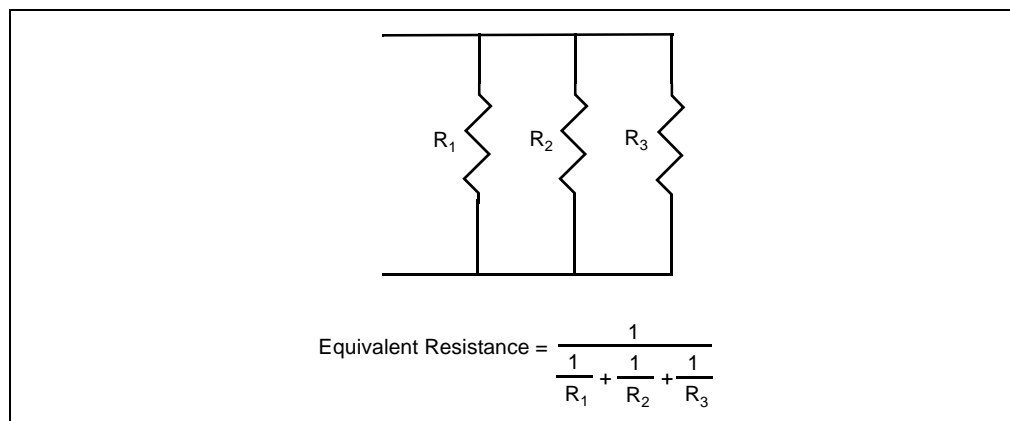 R₁ R₂ R₃
Equivalent Resistance = 1
1 + 1 + 1
R₁ R₂ R₃